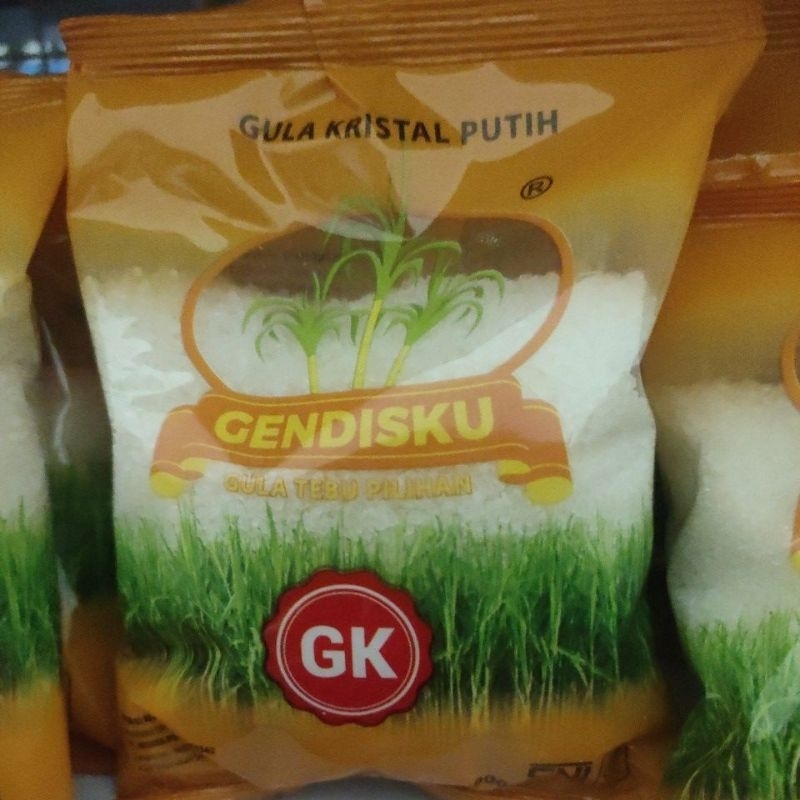 GULA KRISTAL PUTIH
®
GENDISKU
GULA TEBU PILIHAN
GK